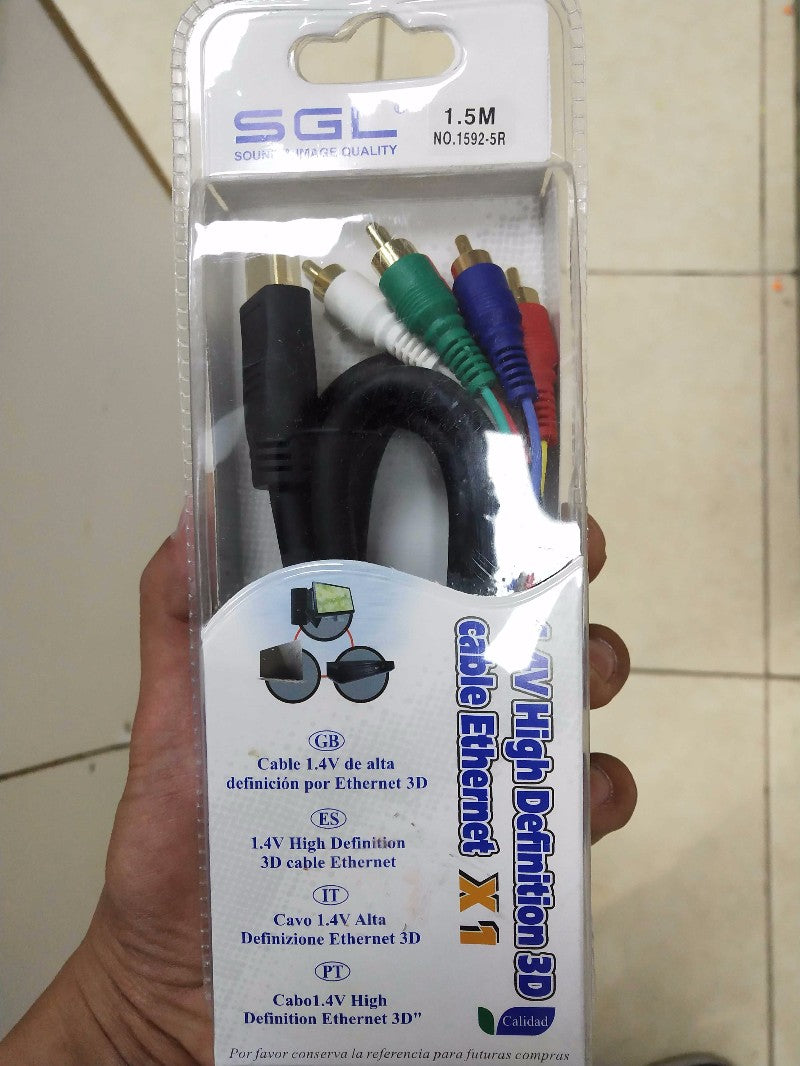 SGL
SOUND & IMAGE QUALITY
1.5M
NO.1592-5R
1.4V High Definition 3D
cable Ethernet X1
GB
Cable 1.4V de alta
definición por Ethernet 3D
ES
1.4V High Definition
3D cable Ethernet
IT
Cavo 1.4V Alta
Definizione Ethernet 3D
PT
Cabo1.4V High
Definition Ethernet 3D"
Calidad
Por favor conserva la referencia para futuras compras